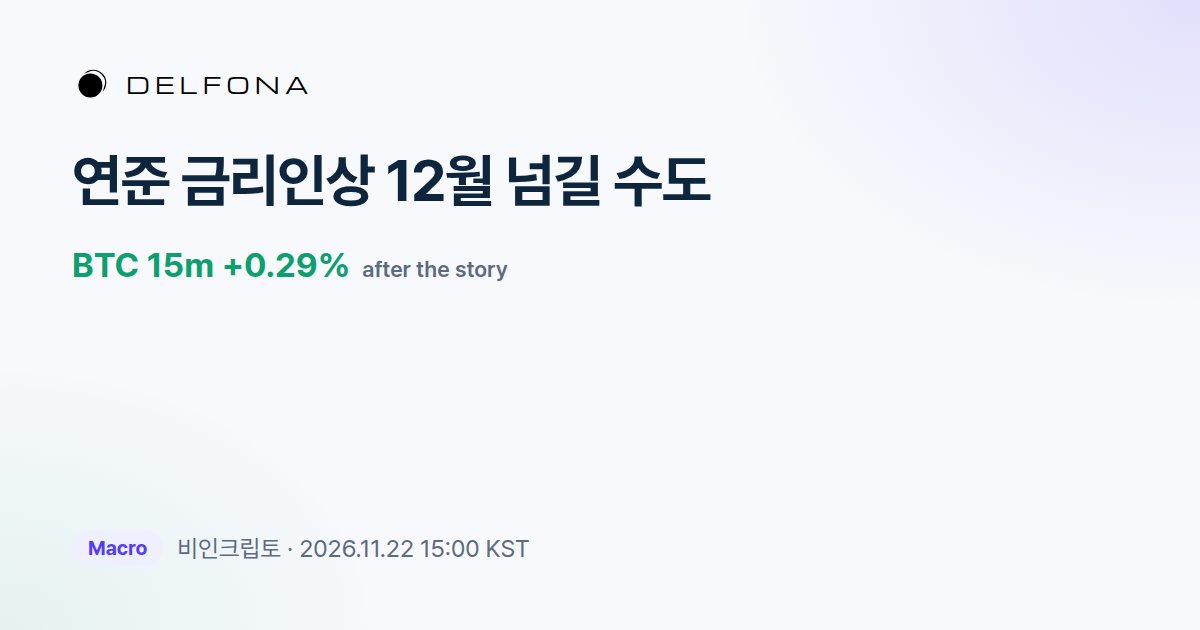 DELFONA
연준 금리인상 12월 넘길 수도
BTC 15m +0.29% after the story
Macro 비인크립토 · 2026.11.22 15:00 KST